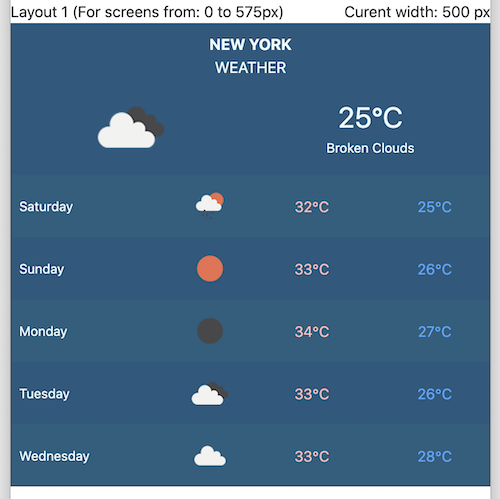 Layout 1 (For screens from: 0 to 575px) Curent width: 500 px
NEW YORK
WEATHER
25°C
Broken Clouds
Saturday 32°C 25°C
Sunday 33°C 26°C
Monday 34°C 27°C
Tuesday 33°C 26°C
Wednesday 33°C 28°C